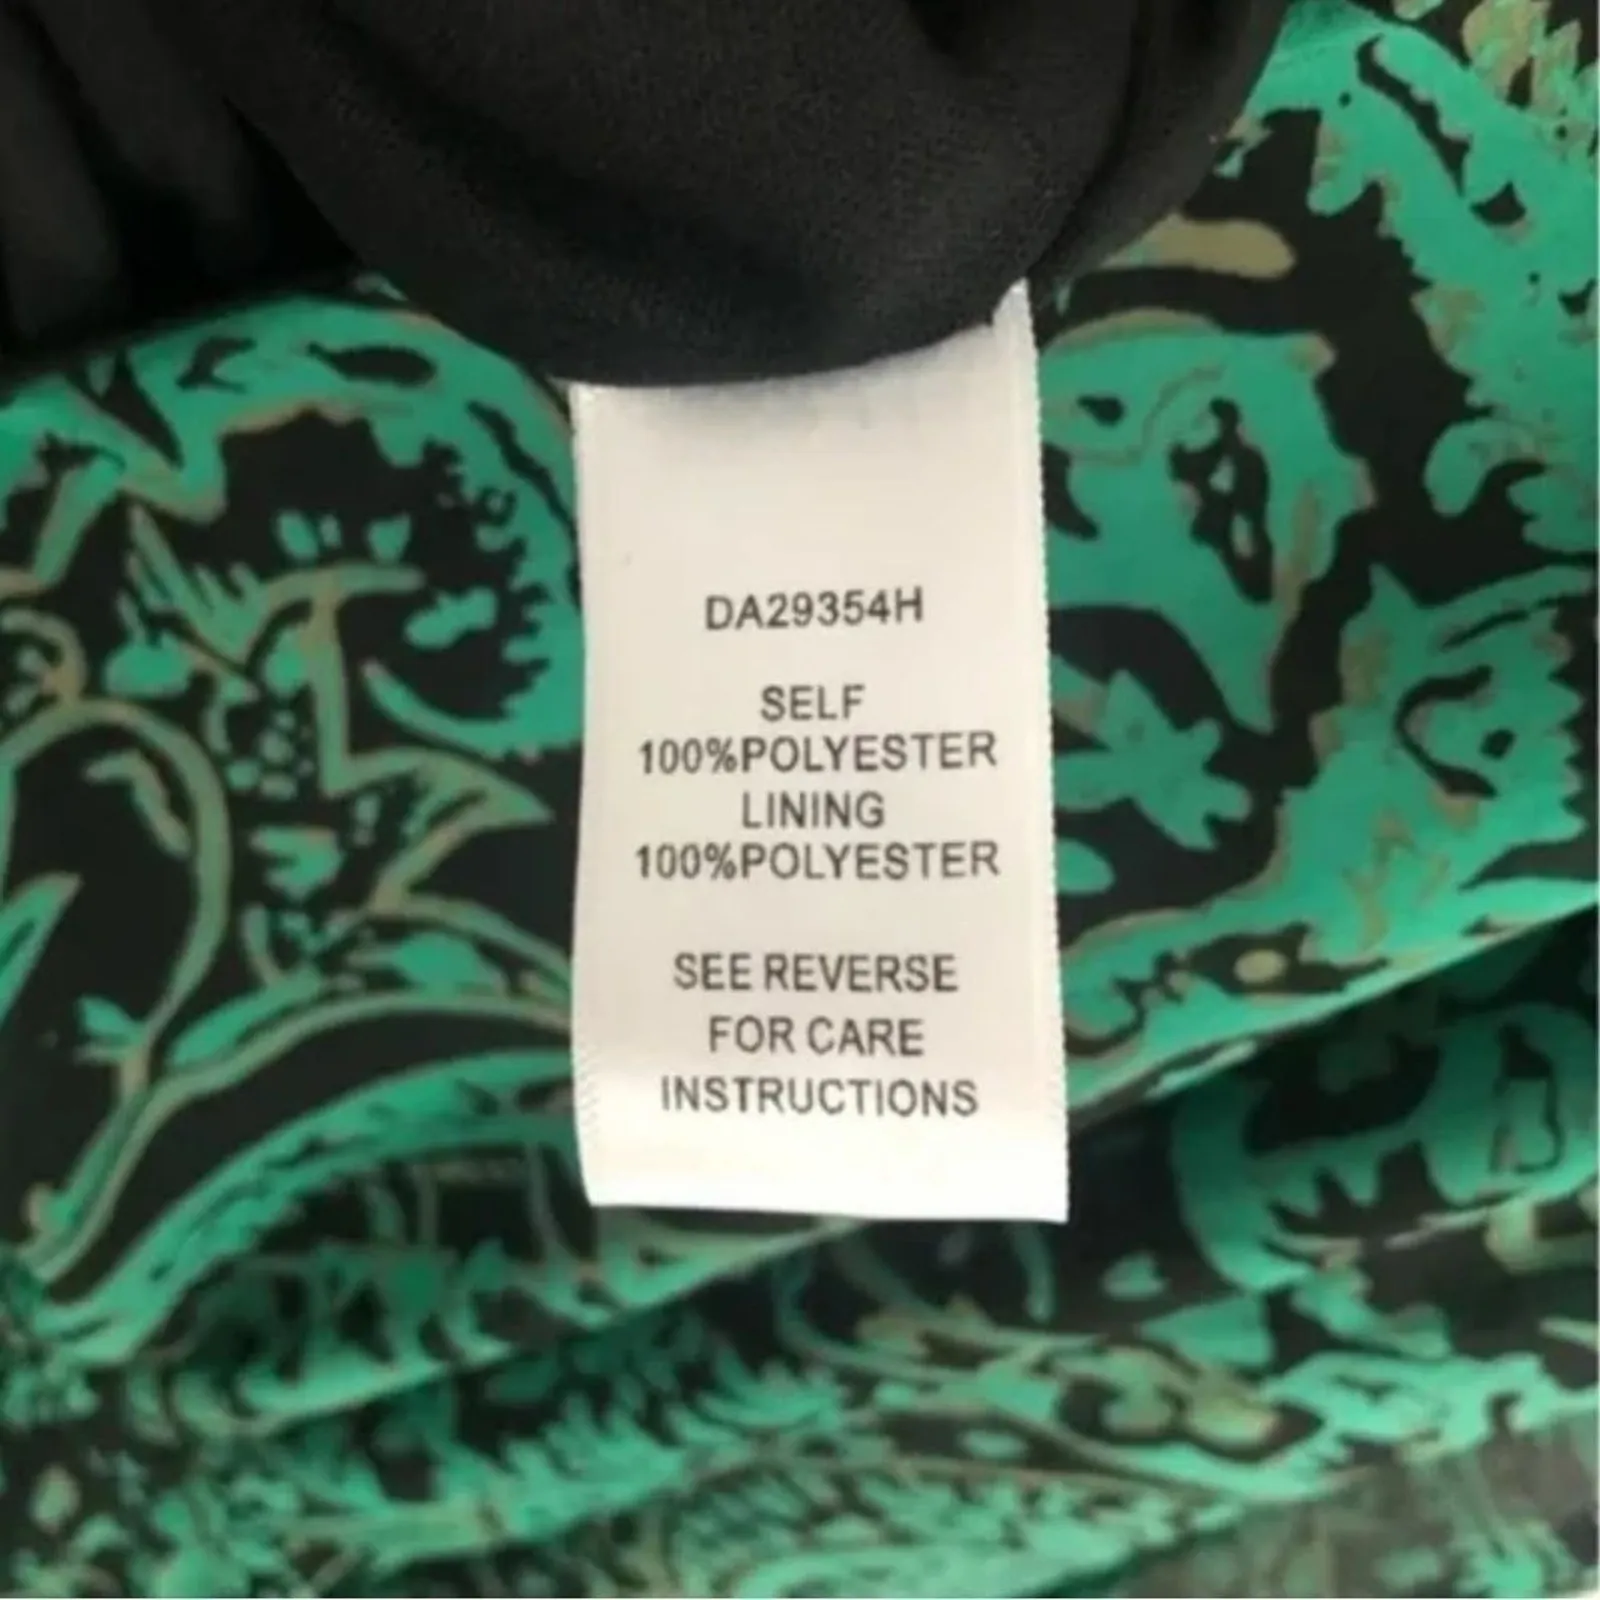 DA29354H
SELF
100%POLYESTER
LINING
100%POLYESTER
SEE REVERSE
FOR CARE
INSTRUCTIONS